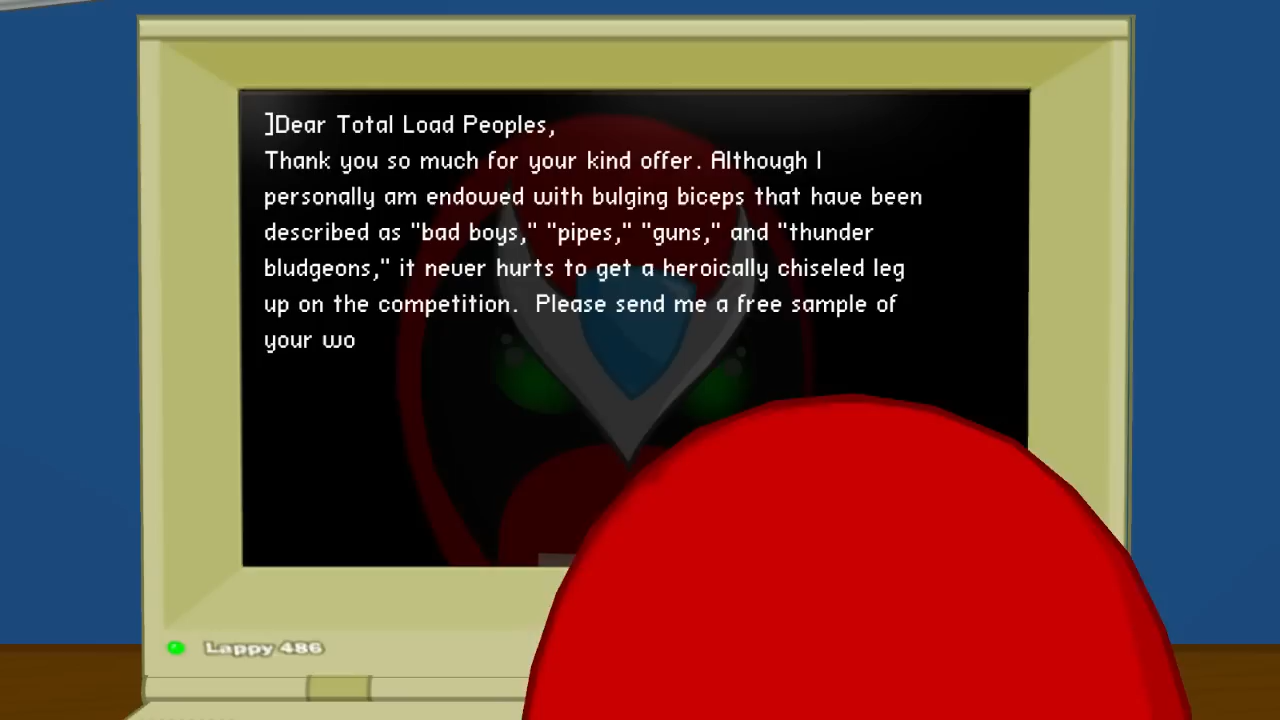 ]Dear Total Load Peoples,
Thank you so much for your kind offer. Although I
personally am endowed with bulging biceps that have been
described as "bad boys," "pipes," "guns," and "thunder
bludgeons," it never hurts to get a heroically chiseled leg
up on the competition.  Please send me a free sample of
your wo
Lappy 486